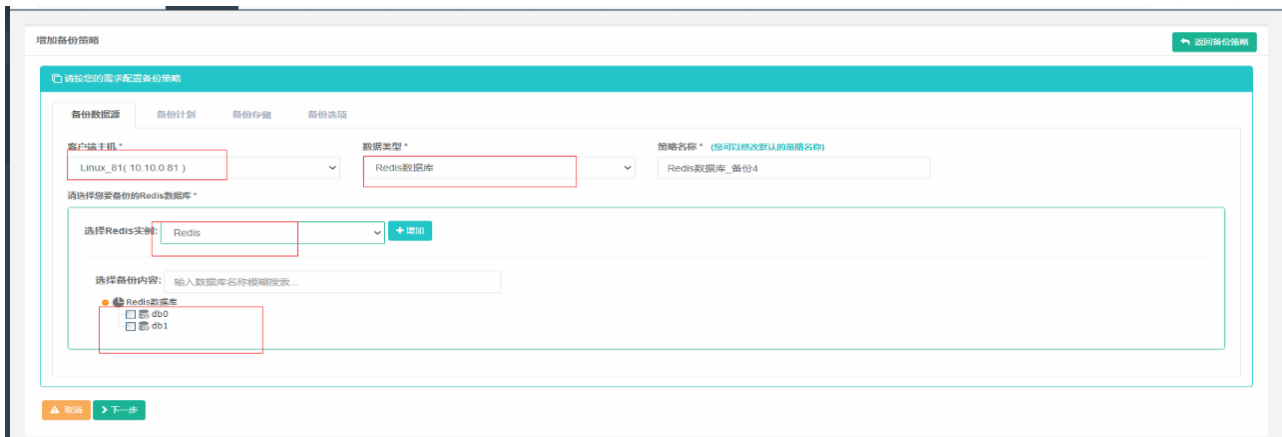 增加备份策略 返回备份策略
请按您的需求配置备份策略
备份数据源 备份计划 备份存储 备份选项
客户端主机 * 数据类型 * 策略名称 * (您可以修改默认的策略名称)
Linux_81( 10.10.0.81 ) Redis数据库 Redis数据库_备份4
请选择您要备份的Redis数据库 *
选择Redis实例: Redis +增加
选择备份内容: 输入数据库名称模糊搜索...
Redis数据库
db0
db1
取消 下一步